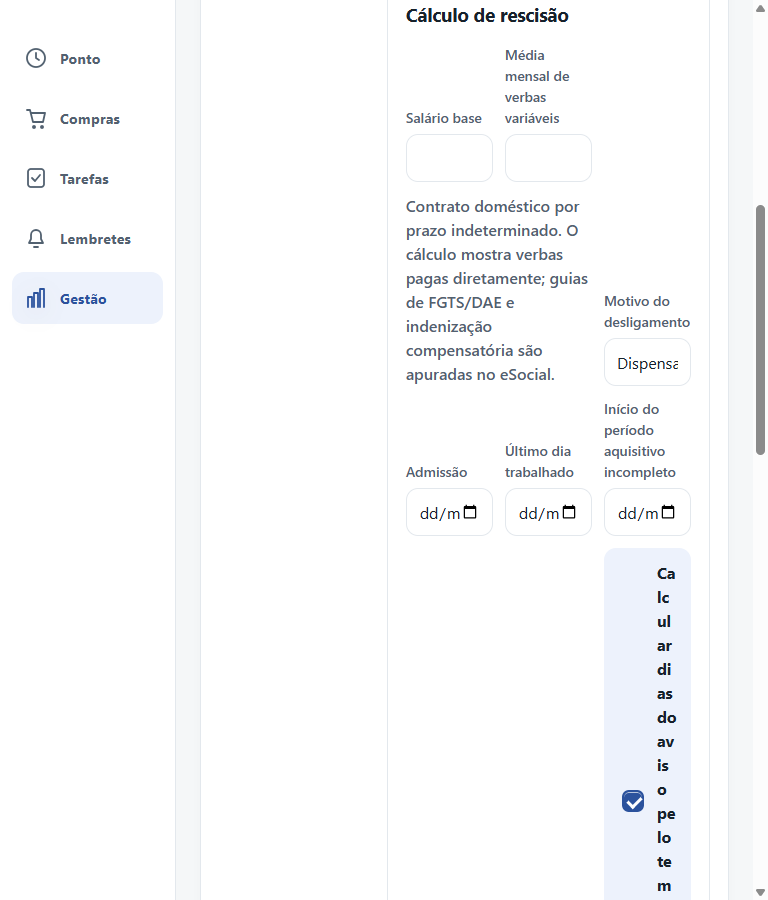 Ponto
Compras
Tarefas
Lembretes
Gestão
Cálculo de rescisão
Salário base
Média
mensal de
verbas
variáveis
Contrato doméstico por
prazo indeterminado. O
cálculo mostra verbas
pagas diretamente; guias
de FGTS/DAE e
indenização
compensatória são
apuradas no eSocial.
Motivo do
desligamento
Dispensa
Admissão
dd/m
Último dia
trabalhado
dd/m
Início do
período
aquisitivo
incompleto
dd/m
Ca
lc
ul
ar
di
as
do
av
is
o
pe
lo
te
m